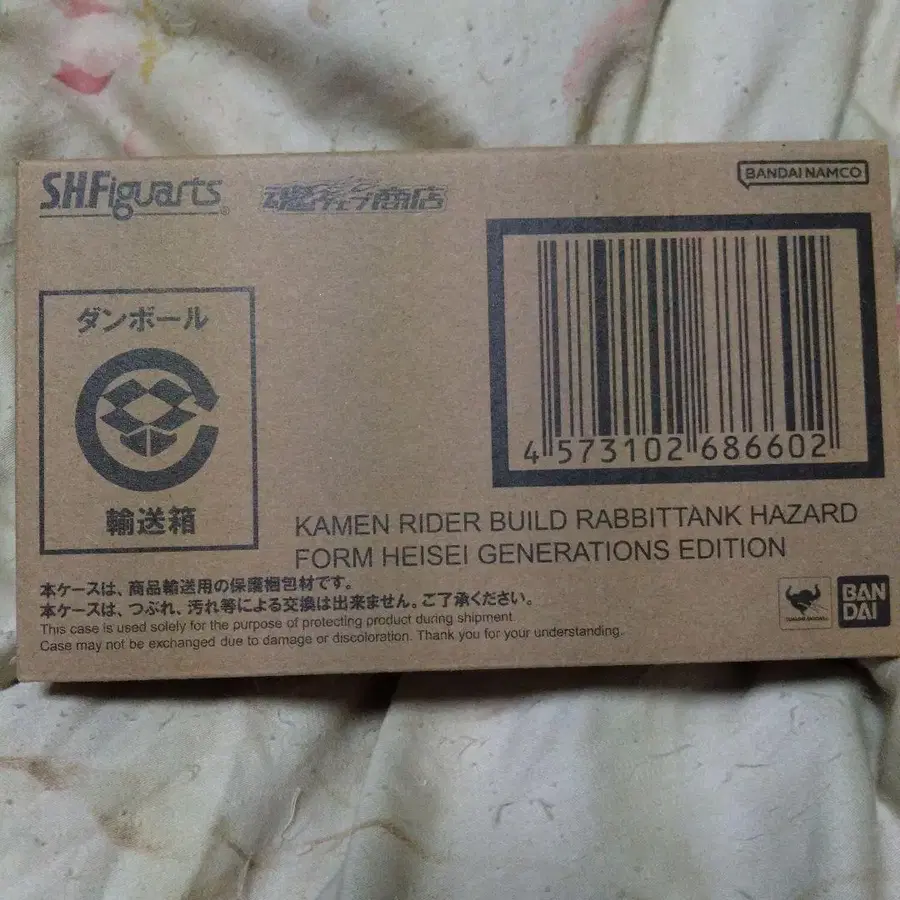 S.H.Figuarts®
魂ウェブ商店
BANDAI NAMCO
ダンボール
輸送箱
4 573102 686602
KAMEN RIDER BUILD RABBITTANK HAZARD
FORM HEISEI GENERATIONS EDITION
本ケースは、商品輸送用の保護梱包材です。
本ケースは、つぶれ、汚れ等による交換は出来ません。ご了承ください。
This case is used solely for the purpose of protecting product during shipment.
Case may not be exchanged due to damage or discoloration. Thank you for your understanding.
BAN
DAI